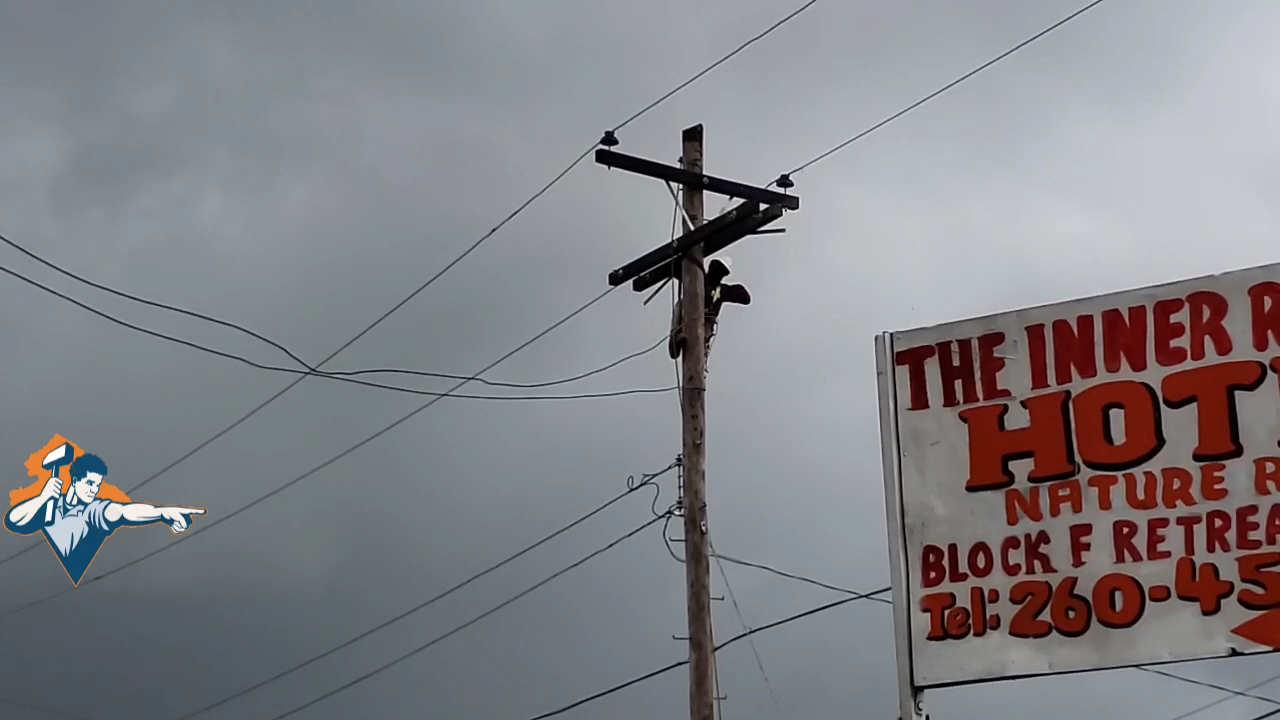 THE INNER
HOT
NATURE
BLOCK F RETREA
Tel: 260-45